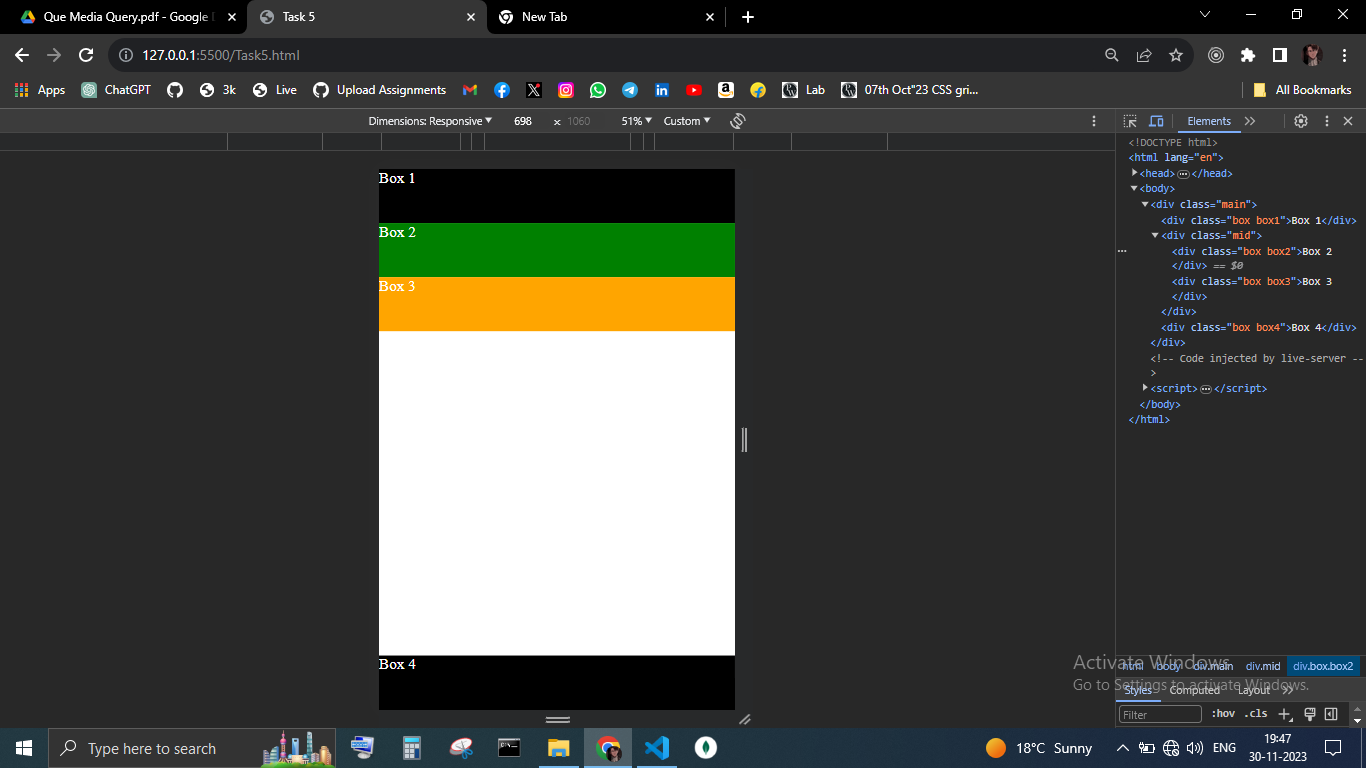 Que Media Query.pdf - Google D
Task 5
New Tab
127.0.0.1:5500/Task5.html
Apps
ChatGPT
3k
Live
Upload Assignments
Lab
07th Oct"23 CSS gri...
All Bookmarks
Dimensions: Responsive
698
x
1060
51%
Custom
Elements
<!DOCTYPE html>
<html lang="en">
<head>…</head>
<body>
<div class="main">
<div class="box box1">Box 1</div>
<div class="mid">
<div class="box box2">Box 2
</div> == $0
<div class="box box3">Box 3
</div>
</div>
<div class="box box4">Box 4</div>
</div>
<!-- Code injected by live-server --
>
<script>…</script>
</body>
</html>
Box 1
Box 2
Box 3
Box 4
Activate Windows
Go to Settings to activate Windows.
html body div.main div.mid div.box.box2
Styles Computed Layout
Filter
:hov .cls
Type here to search
18°C Sunny
ENG
19:47
30-11-2023